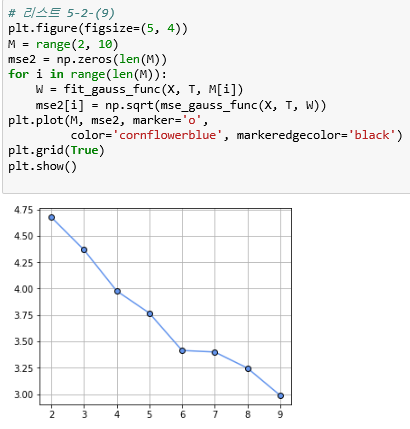 # 리스트 5-2-(9)
plt.figure(figsize=(5, 4))
M = range(2, 10)
mse2 = np.zeros(len(M))
for i in range(len(M)):
    W = fit_gauss_func(X, T, M[i])
    mse2[i] = np.sqrt(mse_gauss_func(X, T, W))
plt.plot(M, mse2, marker='o',
         color='cornflowerblue', markeredgecolor='black')
plt.grid(True)
plt.show()
4.75
4.50
4.25
4.00
3.75
3.50
3.25
3.00
2 3 4 5 6 7 8 9